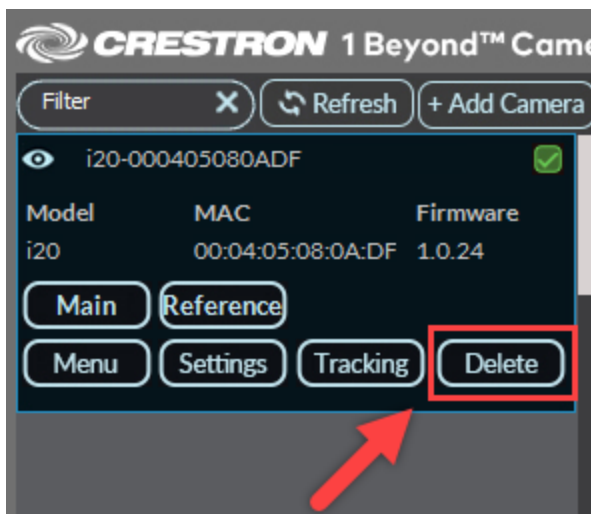 CRESTRON 1 Beyond™ Came
Filter Refresh + Add Camera
i20-000405080ADF
Model MAC Firmware
i20 00:04:05:08:0A:DF 1.0.24
Main Reference
Menu Settings Tracking Delete